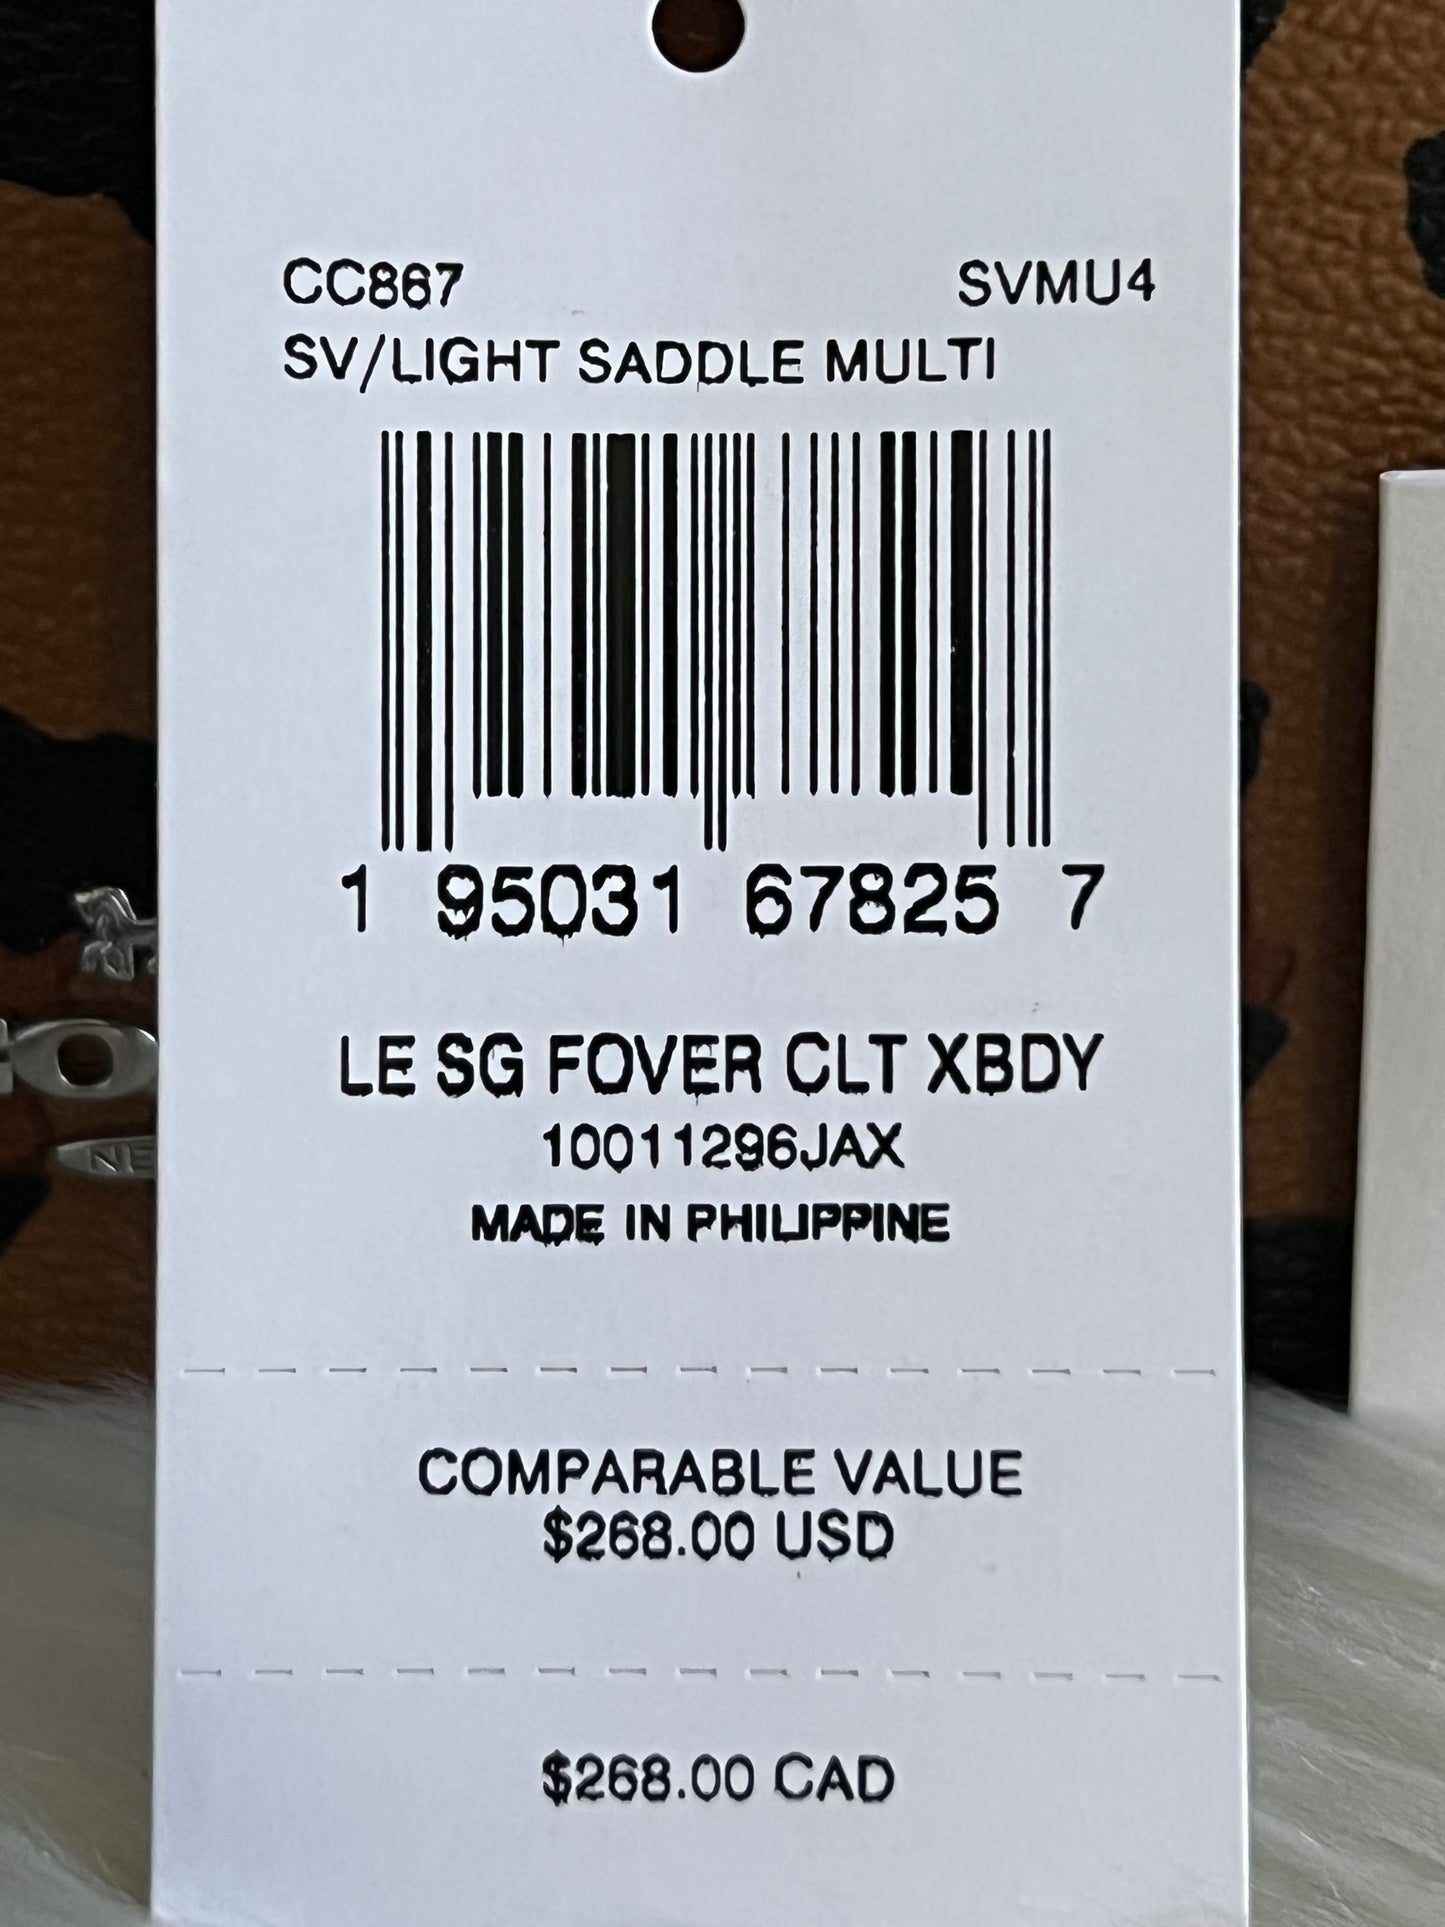 CC867 SVMU4
SV/LIGHT SADDLE MULTI
1 95031 67825 7
LE SG FOVER CLT XBDY
10011296JAX
MADE IN PHILIPPINE
COMPARABLE VALUE
$268.00 USD
$268.00 CAD